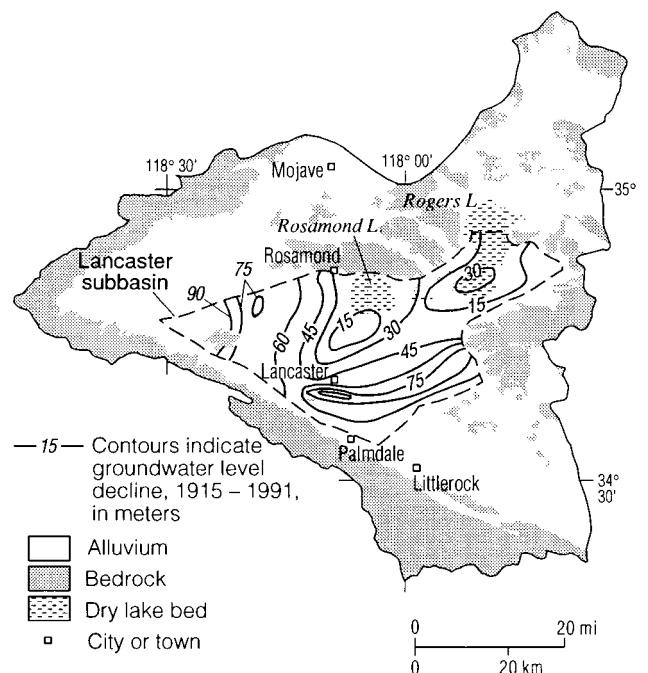 118° 30'
Mojave
118° 00'
35°
Rogers L.
Rosamond L.
Rosamond
Lancaster
subbasin
75
90
30
15
60
45
15
30
45
Lancaster
75
Palmdale
Littlerock
34°
30'
—15— Contours indicate
groundwater level
decline, 1915 – 1991,
in meters
Alluvium
Bedrock
Dry lake bed
City or town
0 20 mi
0 20 km